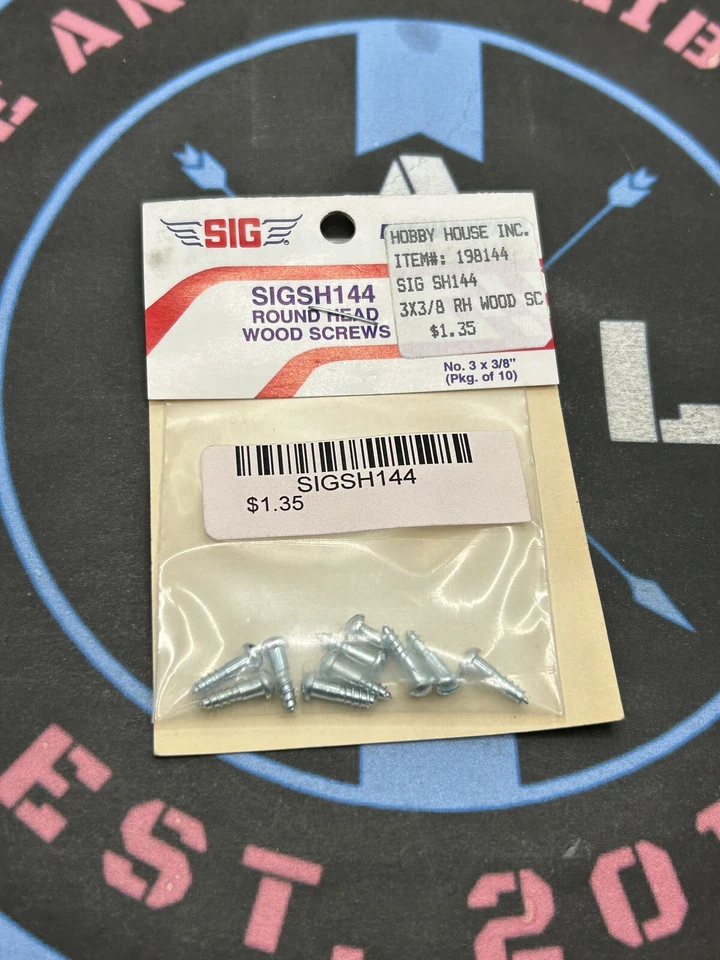 SIG
®
SIGSH144
ROUND HEAD
WOOD SCREWS
HOBBY HOUSE INC.
ITEM#: 198144
SIG SH144
3X3/8 RH WOOD SC
$1.35
No. 3 x 3/8"
(Pkg. of 10)
SIGSH144
$1.35
EST. 20